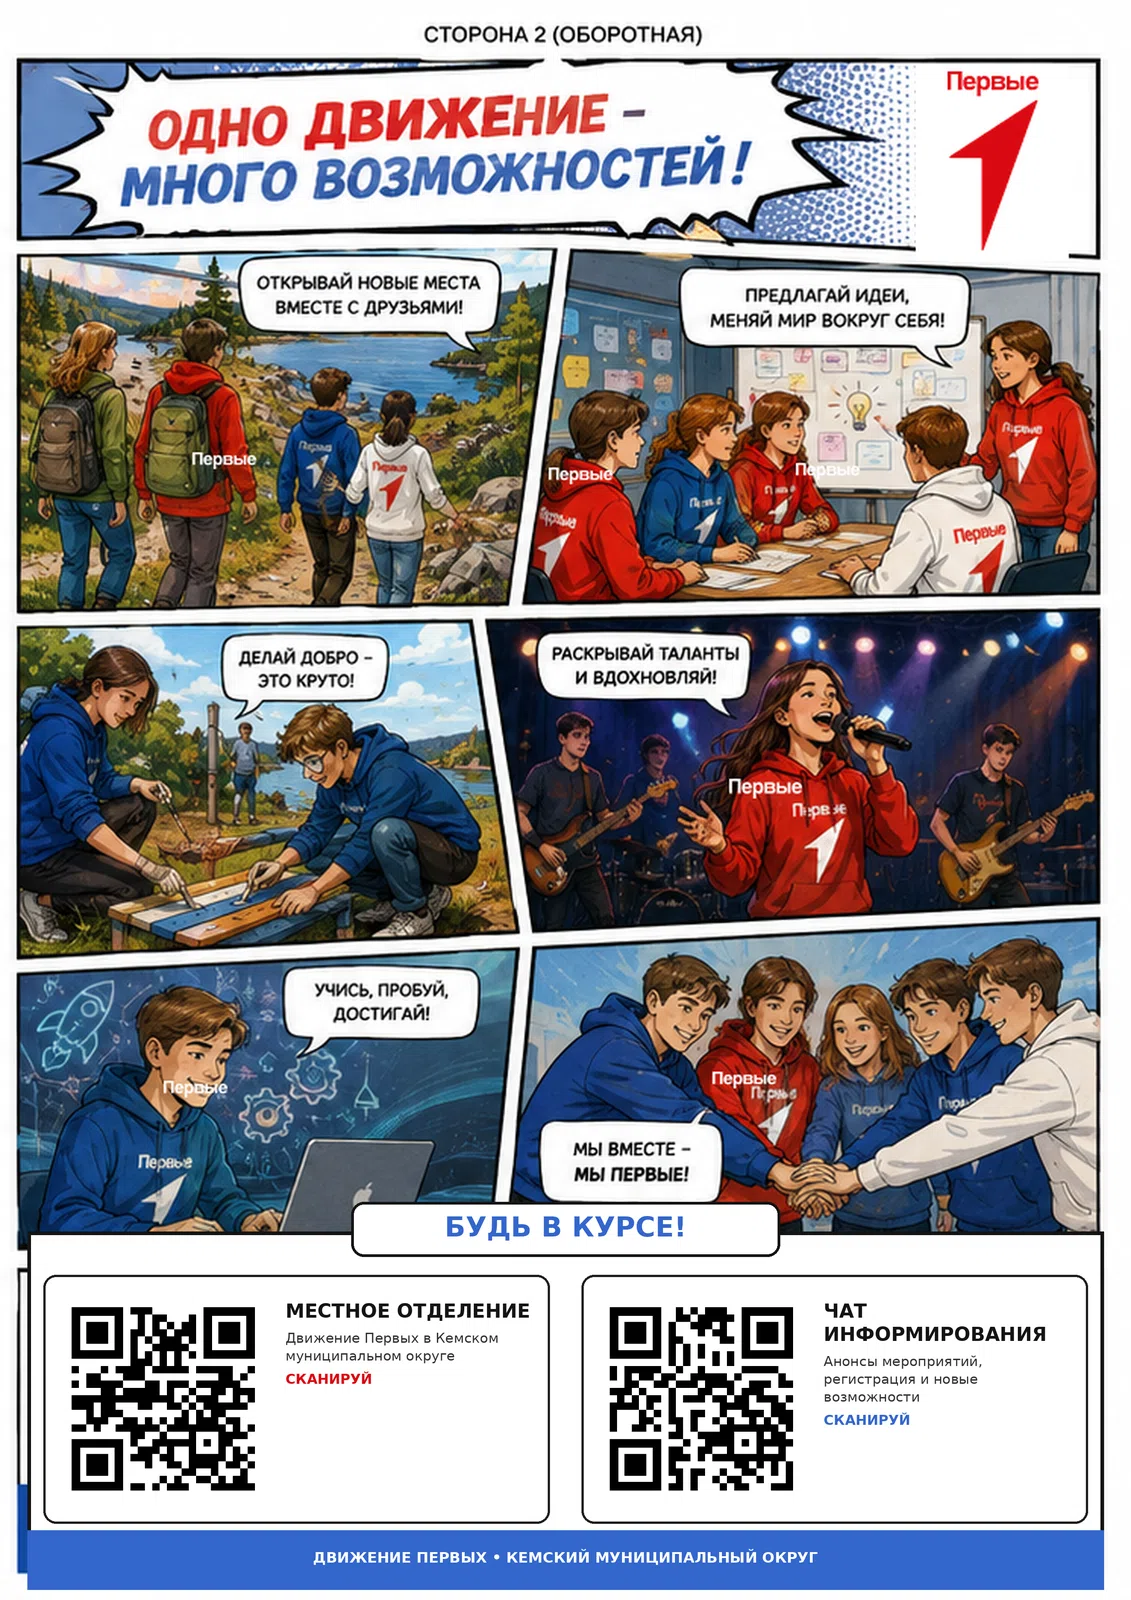 СТОРОНА 2 (ОБОРОТНАЯ)
ОДНО ДВИЖЕНИЕ –
МНОГО ВОЗМОЖНОСТЕЙ!
Первые
ОТКРЫВАЙ НОВЫЕ МЕСТА
ВМЕСТЕ С ДРУЗЬЯМИ!
Первые
Первые
ПРЕДЛАГАЙ ИДЕИ,
МЕНЯЙ МИР ВОКРУГ СЕБЯ!
Первые
Первые
Первые
ДЕЛАЙ ДОБРО –
ЭТО КРУТО!
РАСКРЫВАЙ ТАЛАНТЫ
И ВДОХНОВЛЯЙ!
Первые
Первые
УЧИСЬ, ПРОБУЙ,
ДОСТИГАЙ!
Первые
Первые
Первые
МЫ ВМЕСТЕ –
МЫ ПЕРВЫЕ!
БУДЬ В КУРСЕ!
МЕСТНОЕ ОТДЕЛЕНИЕ
Движение Первых в Кемском
муниципальном округе
СКАНИРУЙ
ЧАТ
ИНФОРМИРОВАНИЯ
Анонсы мероприятий,
регистрация и новые
возможности
СКАНИРУЙ
ДВИЖЕНИЕ ПЕРВЫХ • КЕМСКИЙ МУНИЦИПАЛЬНЫЙ ОКРУГ